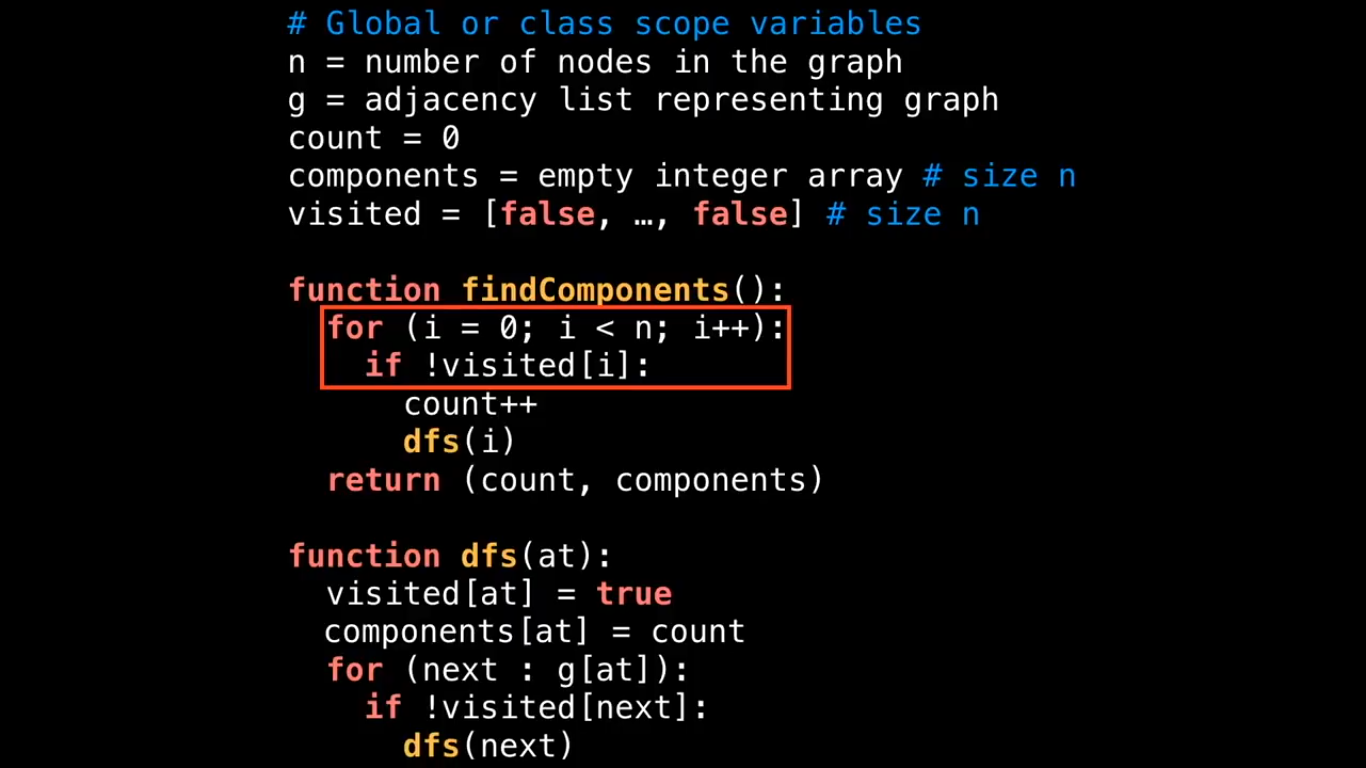 # Global or class scope variables
n = number of nodes in the graph
g = adjacency list representing graph
count = 0
components = empty integer array # size n
visited = [false, …, false] # size n
function findComponents():
for (i = 0; i < n; i++):
if !visited[i]:
count++
dfs(i)
return (count, components)
function dfs(at):
visited[at] = true
components[at] = count
for (next : g[at]):
if !visited[next]:
dfs(next)